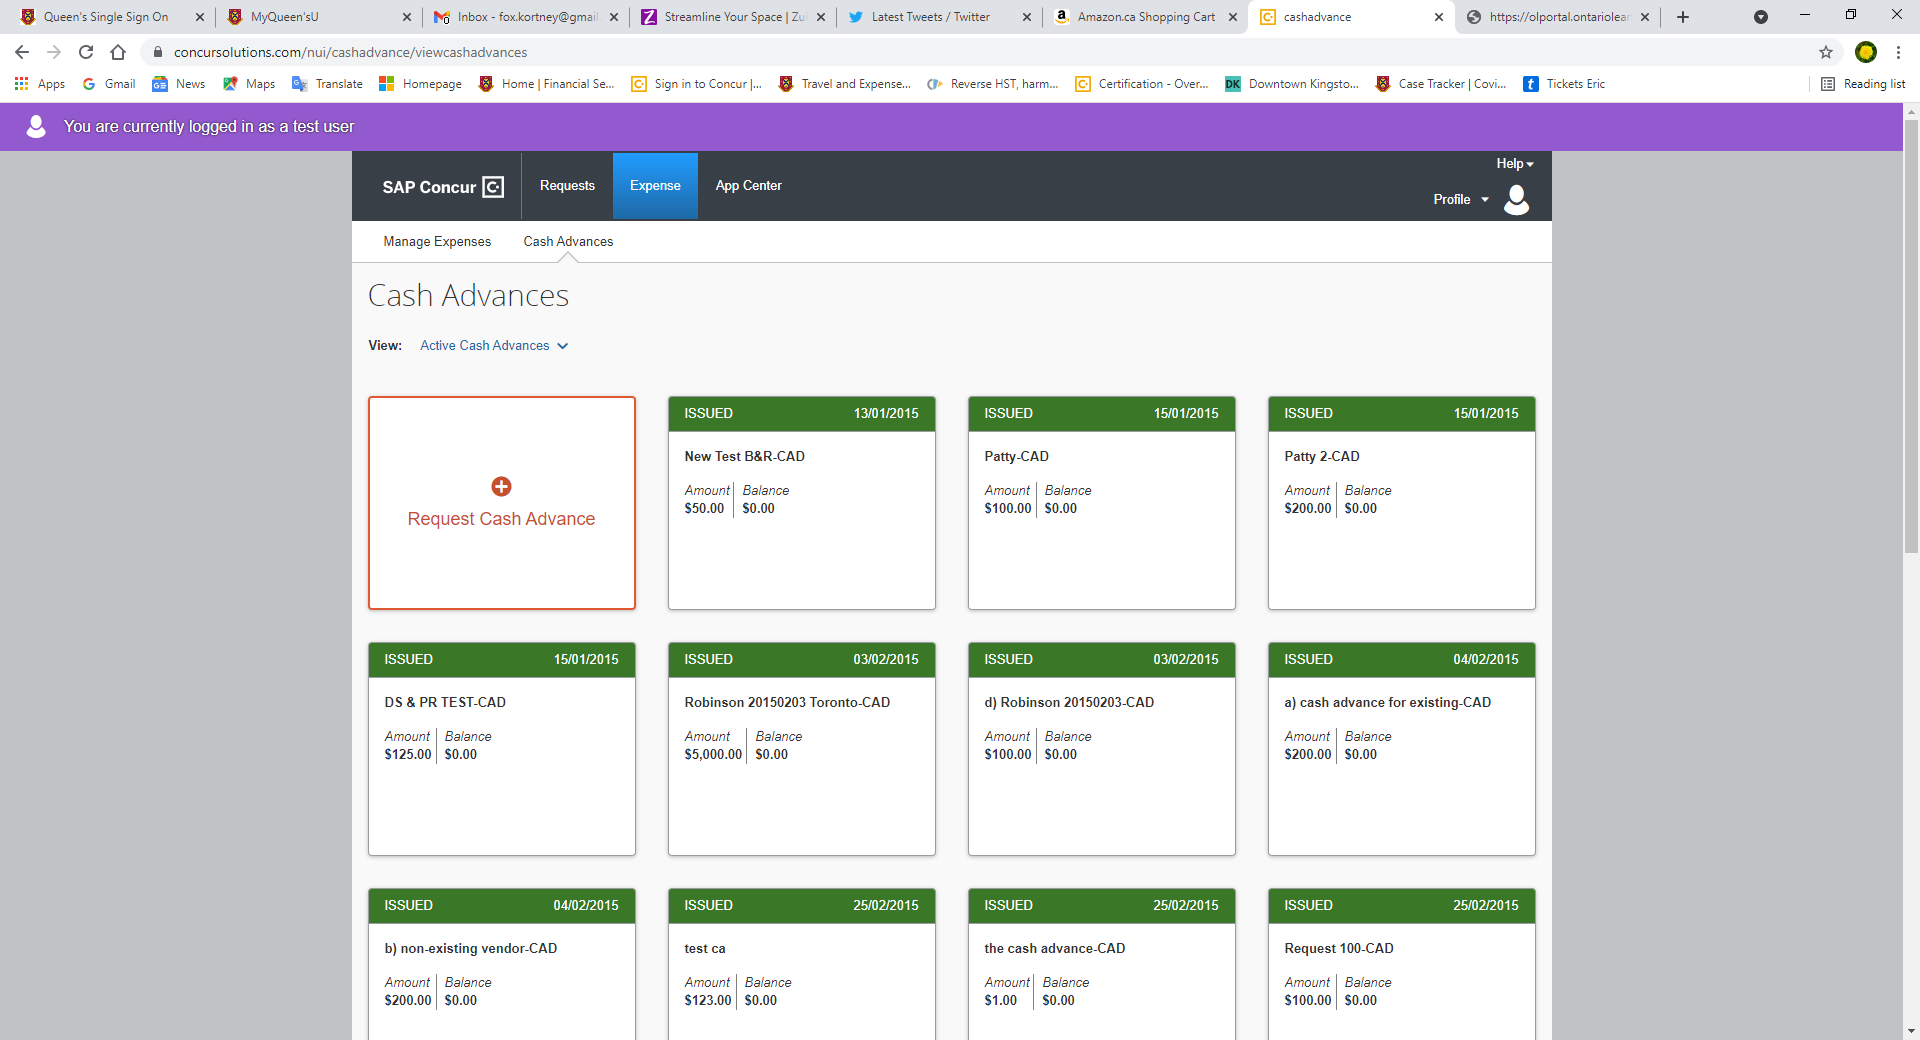 Queen's Single Sign On
MyQueen'sU
Inbox - fox.kortney@gmail.
Streamline Your Space | Zul
Latest Tweets / Twitter
Amazon.ca Shopping Cart
cashadvance
https://olportal.ontariolear
concursolutions.com/nui/cashadvance/viewcashadvances
Apps
Gmail
News
Maps
Translate
Homepage
Home | Financial Se...
Sign in to Concur |...
Travel and Expense...
Reverse HST, harm...
Certification - Over...
DK
Downtown Kingsto...
Case Tracker | Covi...
Tickets Eric
Reading list
You are currently logged in as a test user
SAP Concur
Requests
Expense
App Center
Help
Profile
Manage Expenses
Cash Advances
Cash Advances
View:
Active Cash Advances
Request Cash Advance
ISSUED 13/01/2015
New Test B&R-CAD
Amount Balance
$50.00 $0.00
ISSUED 15/01/2015
Patty-CAD
Amount Balance
$100.00 $0.00
ISSUED 15/01/2015
Patty 2-CAD
Amount Balance
$200.00 $0.00
ISSUED 15/01/2015
DS & PR TEST-CAD
Amount Balance
$125.00 $0.00
ISSUED 03/02/2015
Robinson 20150203 Toronto-CAD
Amount Balance
$5,000.00 $0.00
ISSUED 03/02/2015
d) Robinson 20150203-CAD
Amount Balance
$100.00 $0.00
ISSUED 04/02/2015
a) cash advance for existing-CAD
Amount Balance
$200.00 $0.00
ISSUED 04/02/2015
b) non-existing vendor-CAD
Amount Balance
$200.00 $0.00
ISSUED 25/02/2015
test ca
Amount Balance
$123.00 $0.00
ISSUED 25/02/2015
the cash advance-CAD
Amount Balance
$1.00 $0.00
ISSUED 25/02/2015
Request 100-CAD
Amount Balance
$100.00 $0.00